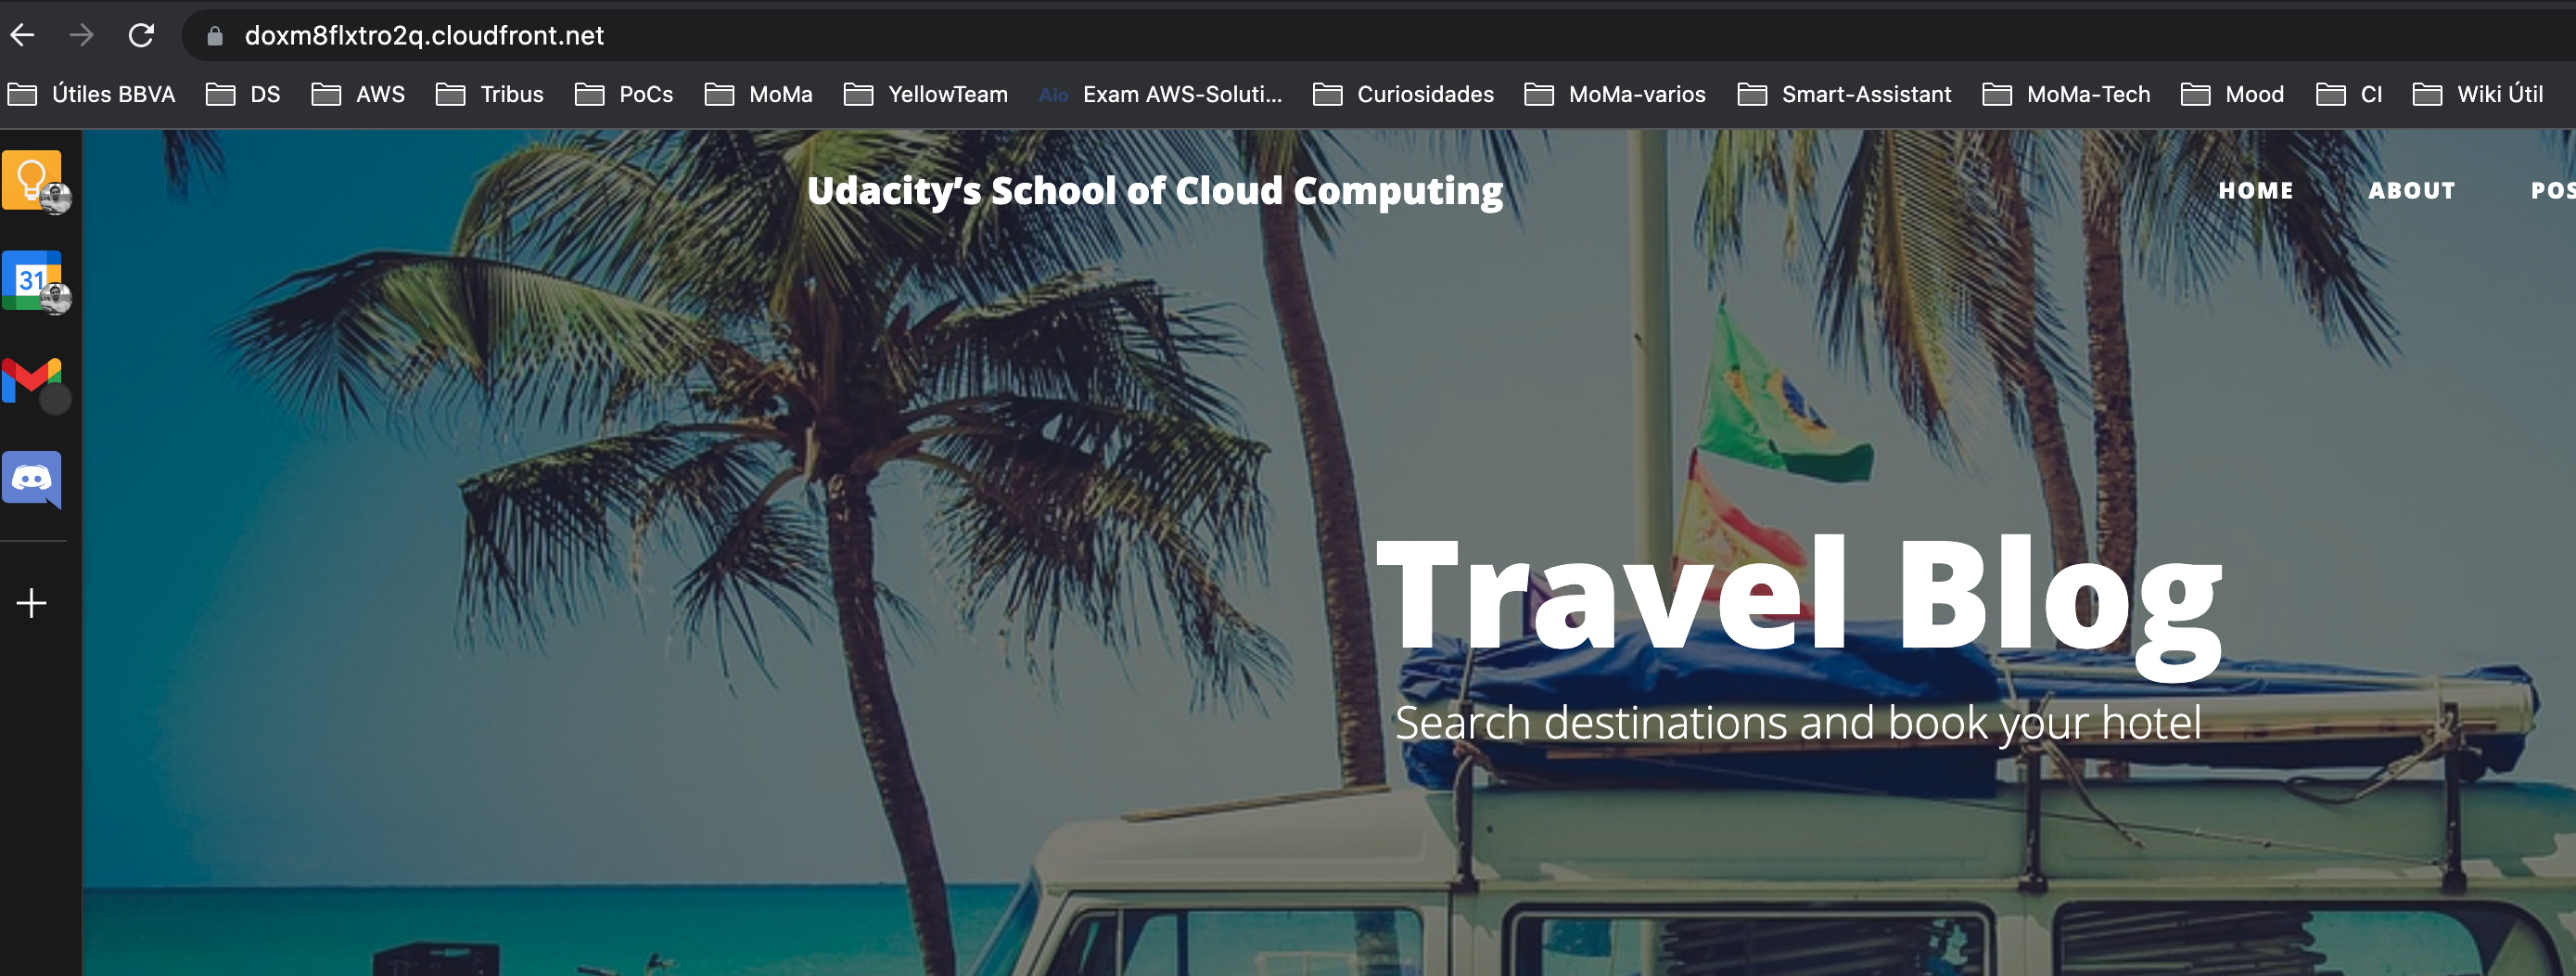 doxm8flxtro2q.cloudfront.net
Útiles BBVA DS AWS Tribus PoCs MoMa YellowTeam Aio Exam AWS-Soluti... Curiosidades MoMa-varios Smart-Assistant MoMa-Tech Mood CI Wiki Útil
31
Udacity’s School of Cloud Computing
HOME ABOUT POS
Travel Blog
Search destinations and book your hotel